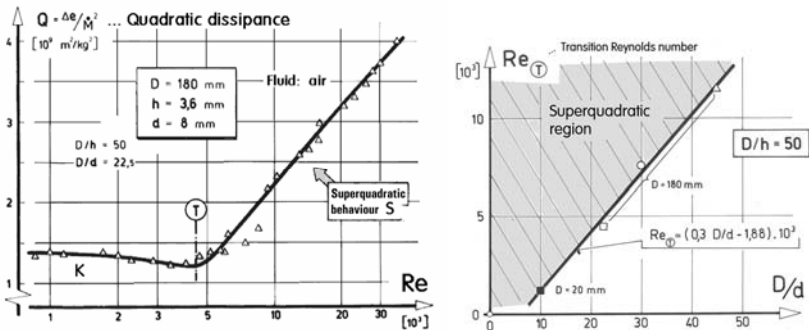 Q = Δe/Ṁ² ... Quadratic dissipance
[10⁹ m²/kg²]
4
3
2
1
D = 180 mm
h = 3,6 mm
d = 8 mm
Fluid: air
D/h = 50
D/d = 22,5
T
Superquadratic
behaviour S
K
Re
1 2 3 5 10 20 30
[10³]
Re T
Transition Reynolds number
[10³]
10
5
0
Superquadratic
region
D/h = 50
D = 180 mm
Re T = (0,3 D/d - 1,88) . 10³
D = 20 mm
D/d
0 10 20 30 40 50